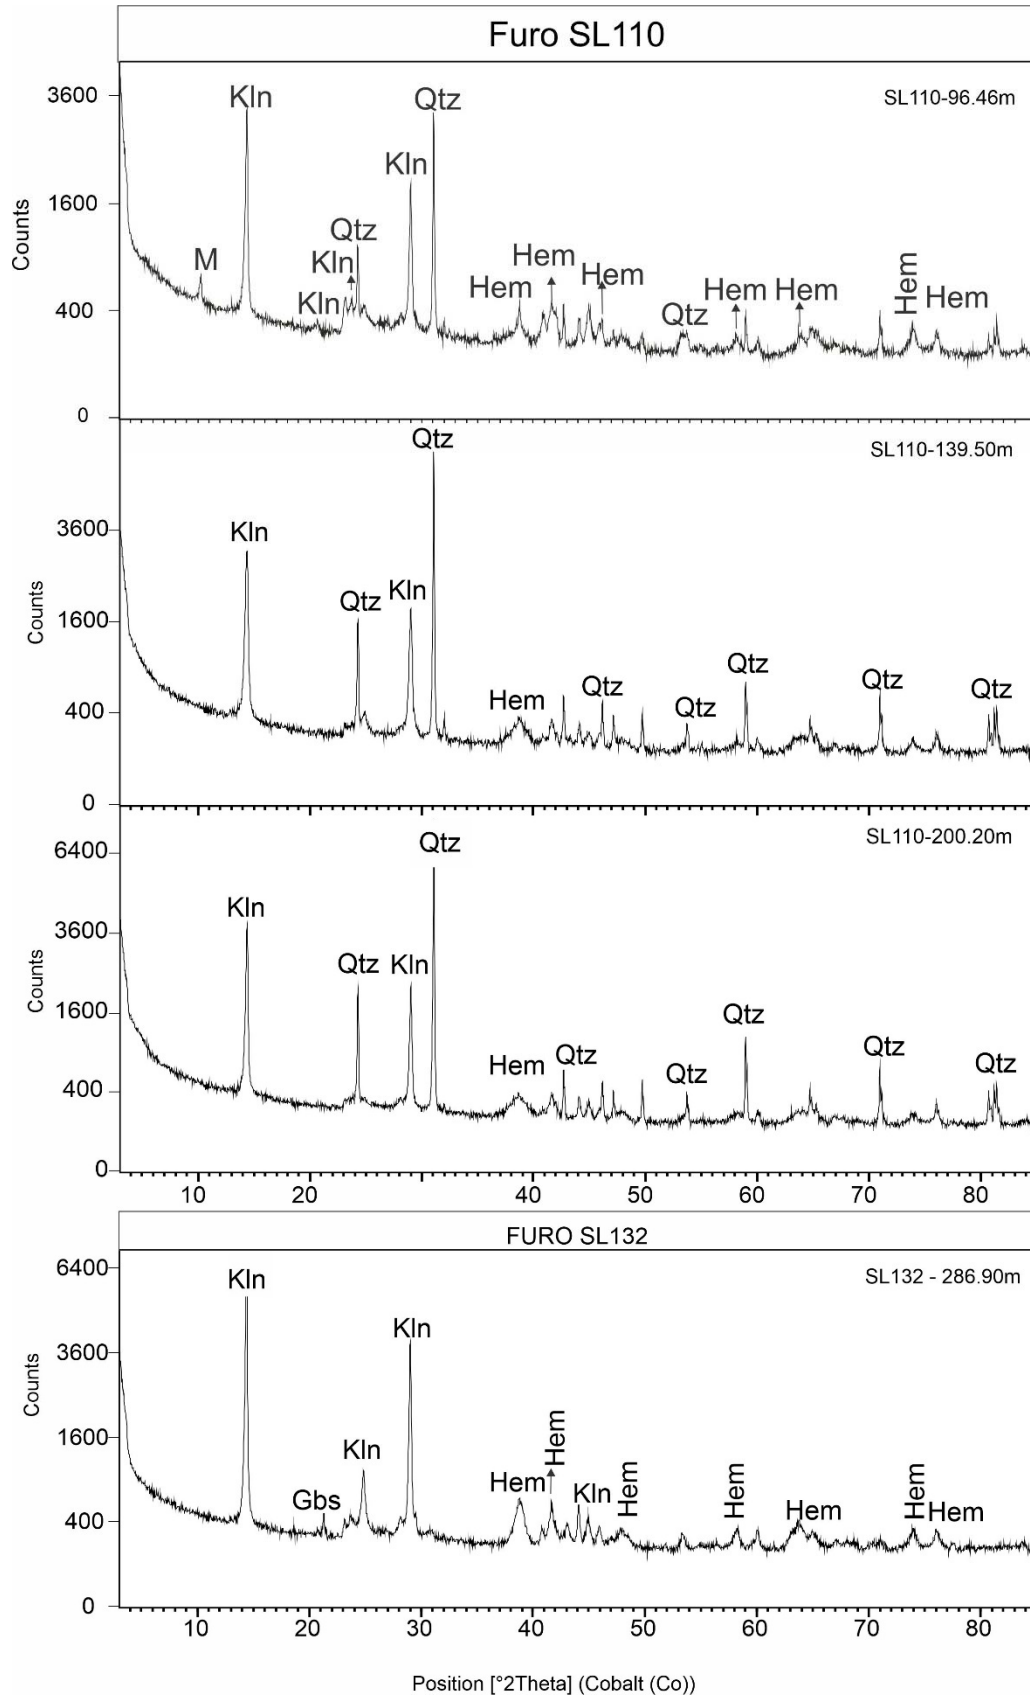 Furo SL110
SL110-96.46m
3600
1600
400
0
Counts
M
Kln
Kln
Kln
Qtz
Kln
Qtz
Hem
Hem
Hem
Qtz
Hem
Hem
Hem
Hem
SL110-139.50m
3600
1600
400
0
Counts
Kln
Qtz
Kln
Qtz
Hem
Qtz
Qtz
Qtz
Qtz
Qtz
SL110-200.20m
6400
3600
1600
400
0
Counts
Kln
Qtz
Kln
Qtz
Hem
Qtz
Qtz
Qtz
Qtz
Qtz
10 20 30 40 50 60 70 80
FURO SL132
SL132 - 286.90m
6400
3600
1600
400
0
Counts
Kln
Gbs
Kln
Kln
Hem
Hem
Kln
Hem
Hem
Hem
Hem
Hem
10 20 30 40 50 60 70 80
Position [°2Theta] (Cobalt (Co))